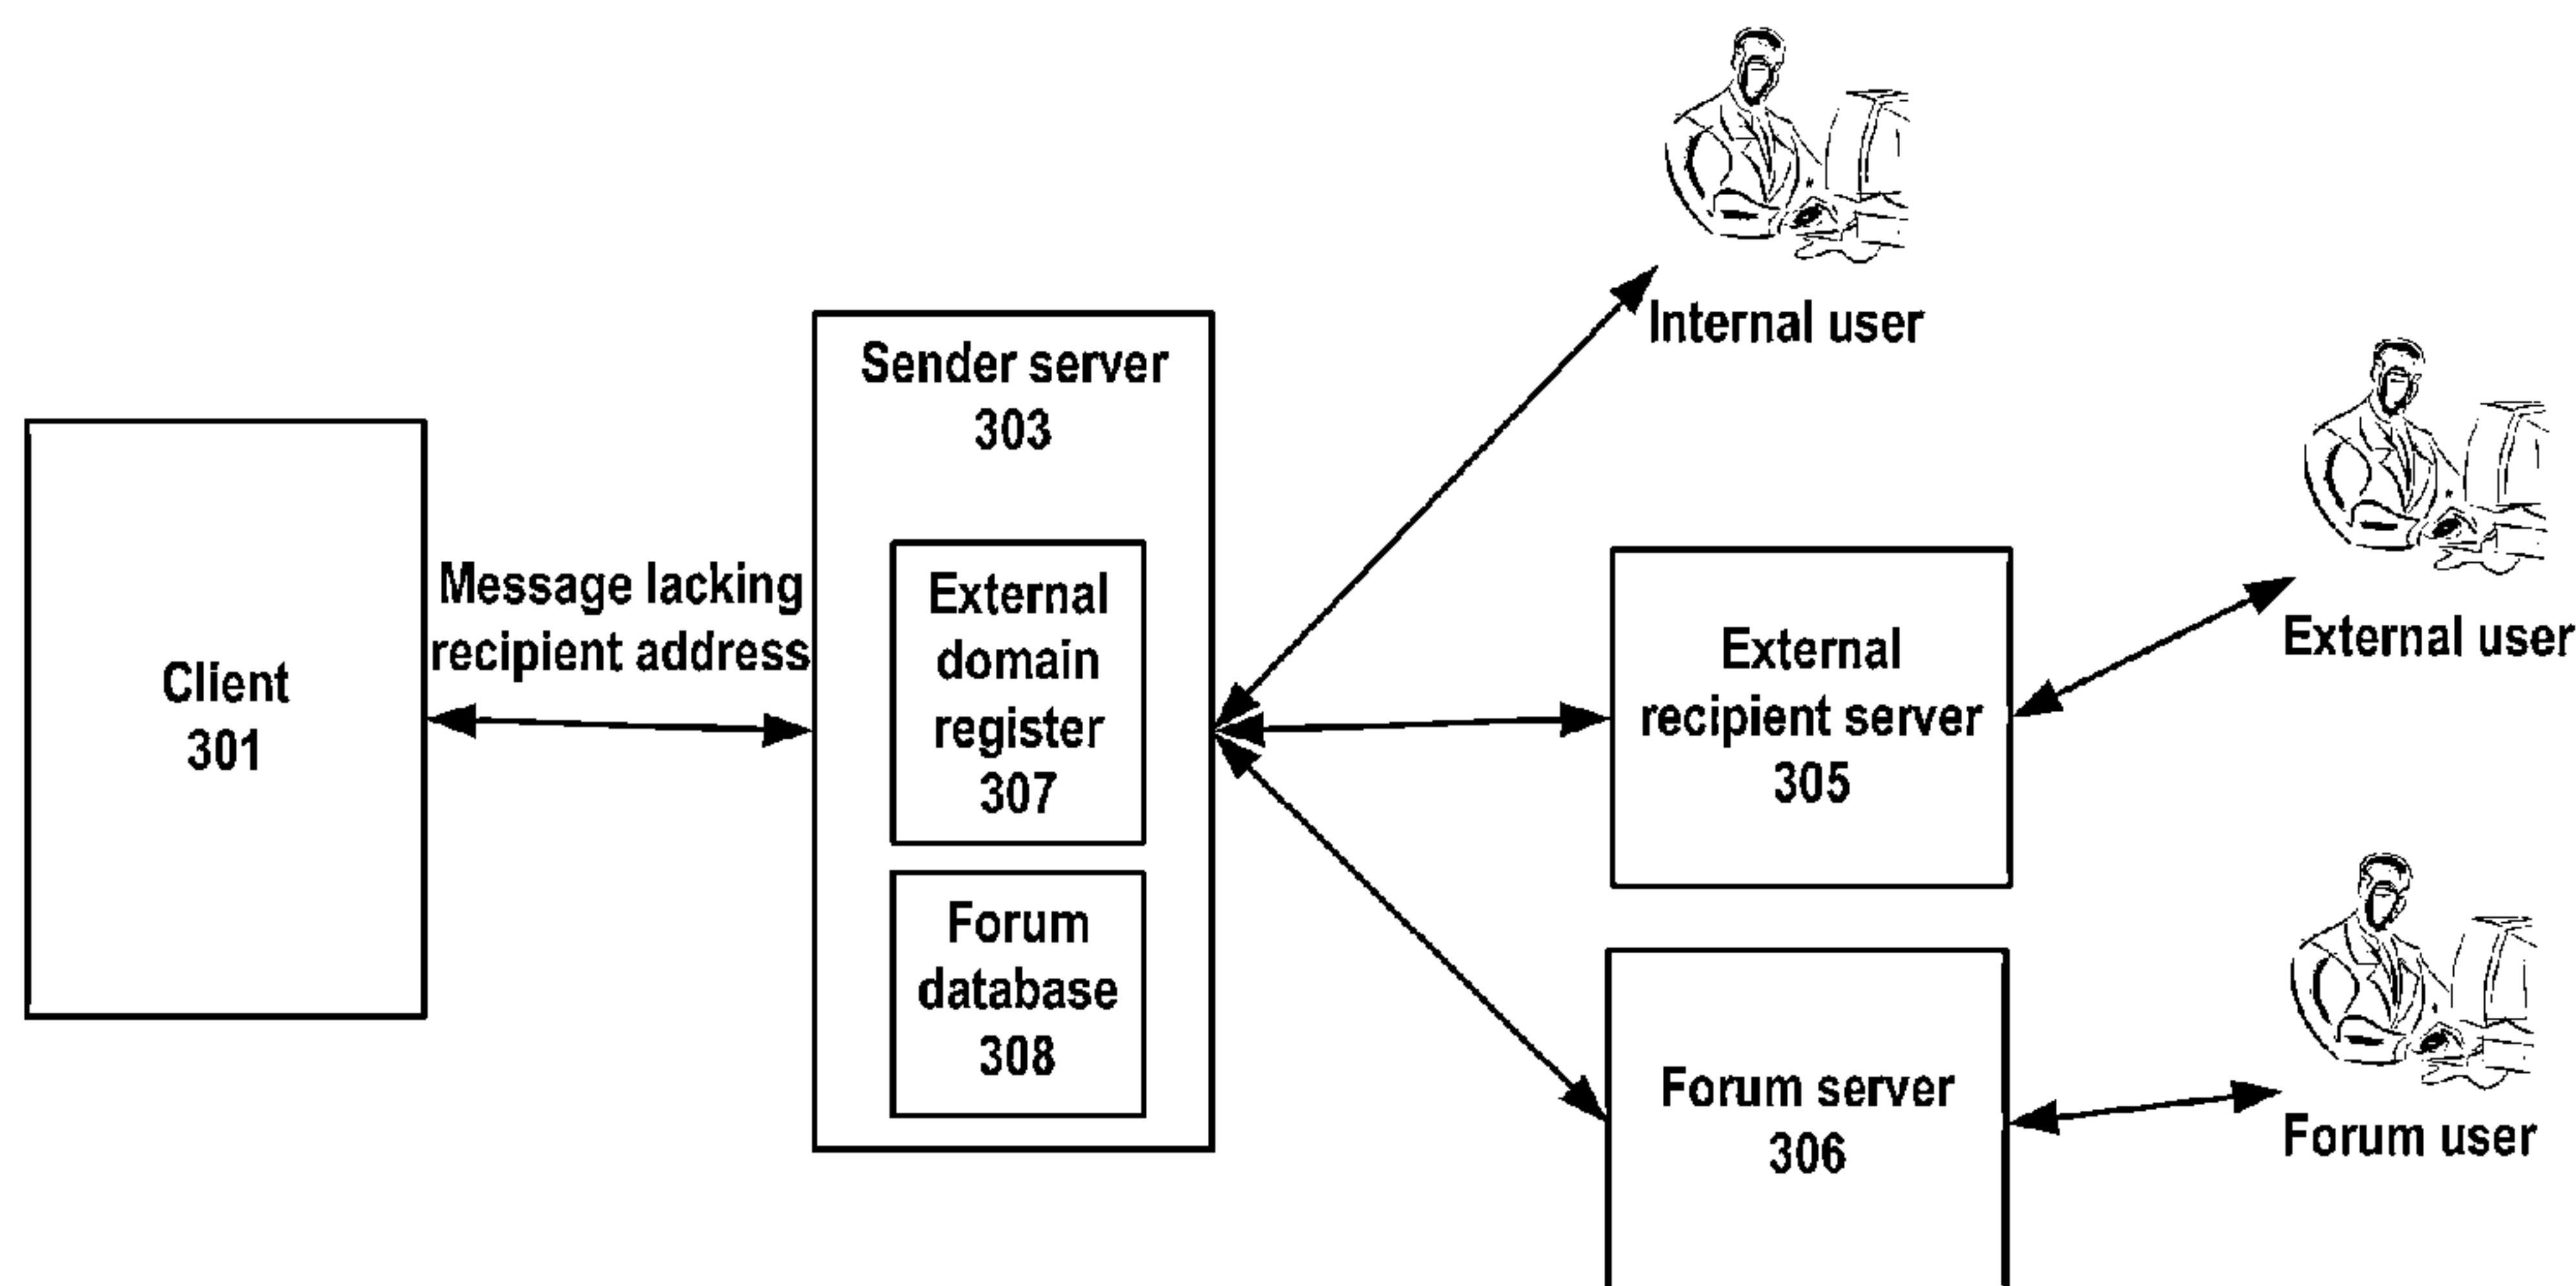 Client
301
Message lacking
recipient address
Sender server
303
External
domain
register
307
Forum
database
308
Internal user
External
recipient server
305
External user
Forum server
306
Forum user